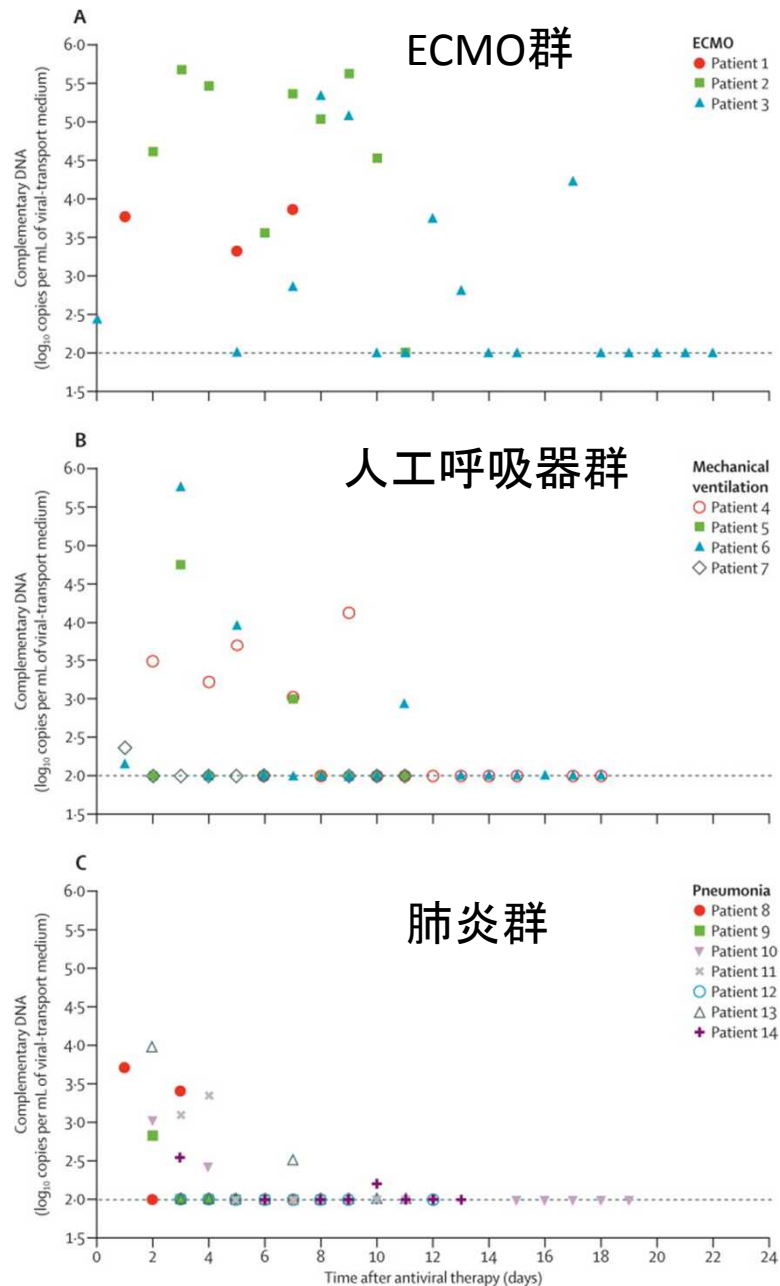 A
ECMO群
ECMO
Patient 1
Patient 2
Patient 3
Complementary DNA
(log₁₀ copies per mL of viral-transport medium)
6·0
5·5
5·0
4·5
4·0
3·5
3·0
2·5
2·0
1·5
B
人工呼吸器群
Mechanical
ventilation
Patient 4
Patient 5
Patient 6
Patient 7
Complementary DNA
(log₁₀ copies per mL of viral-transport medium)
6·0
5·5
5·0
4·5
4·0
3·5
3·0
2·5
2·0
1·5
C
肺炎群
Pneumonia
Patient 8
Patient 9
Patient 10
Patient 11
Patient 12
Patient 13
Patient 14
Complementary DNA
(log₁₀ copies per mL of viral-transport medium)
6·0
5·5
5·0
4·5
4·0
3·5
3·0
2·5
2·0
1·5
0 2 4 6 8 10 12 14 16 18 20 22 24
Time after antiviral therapy (days)